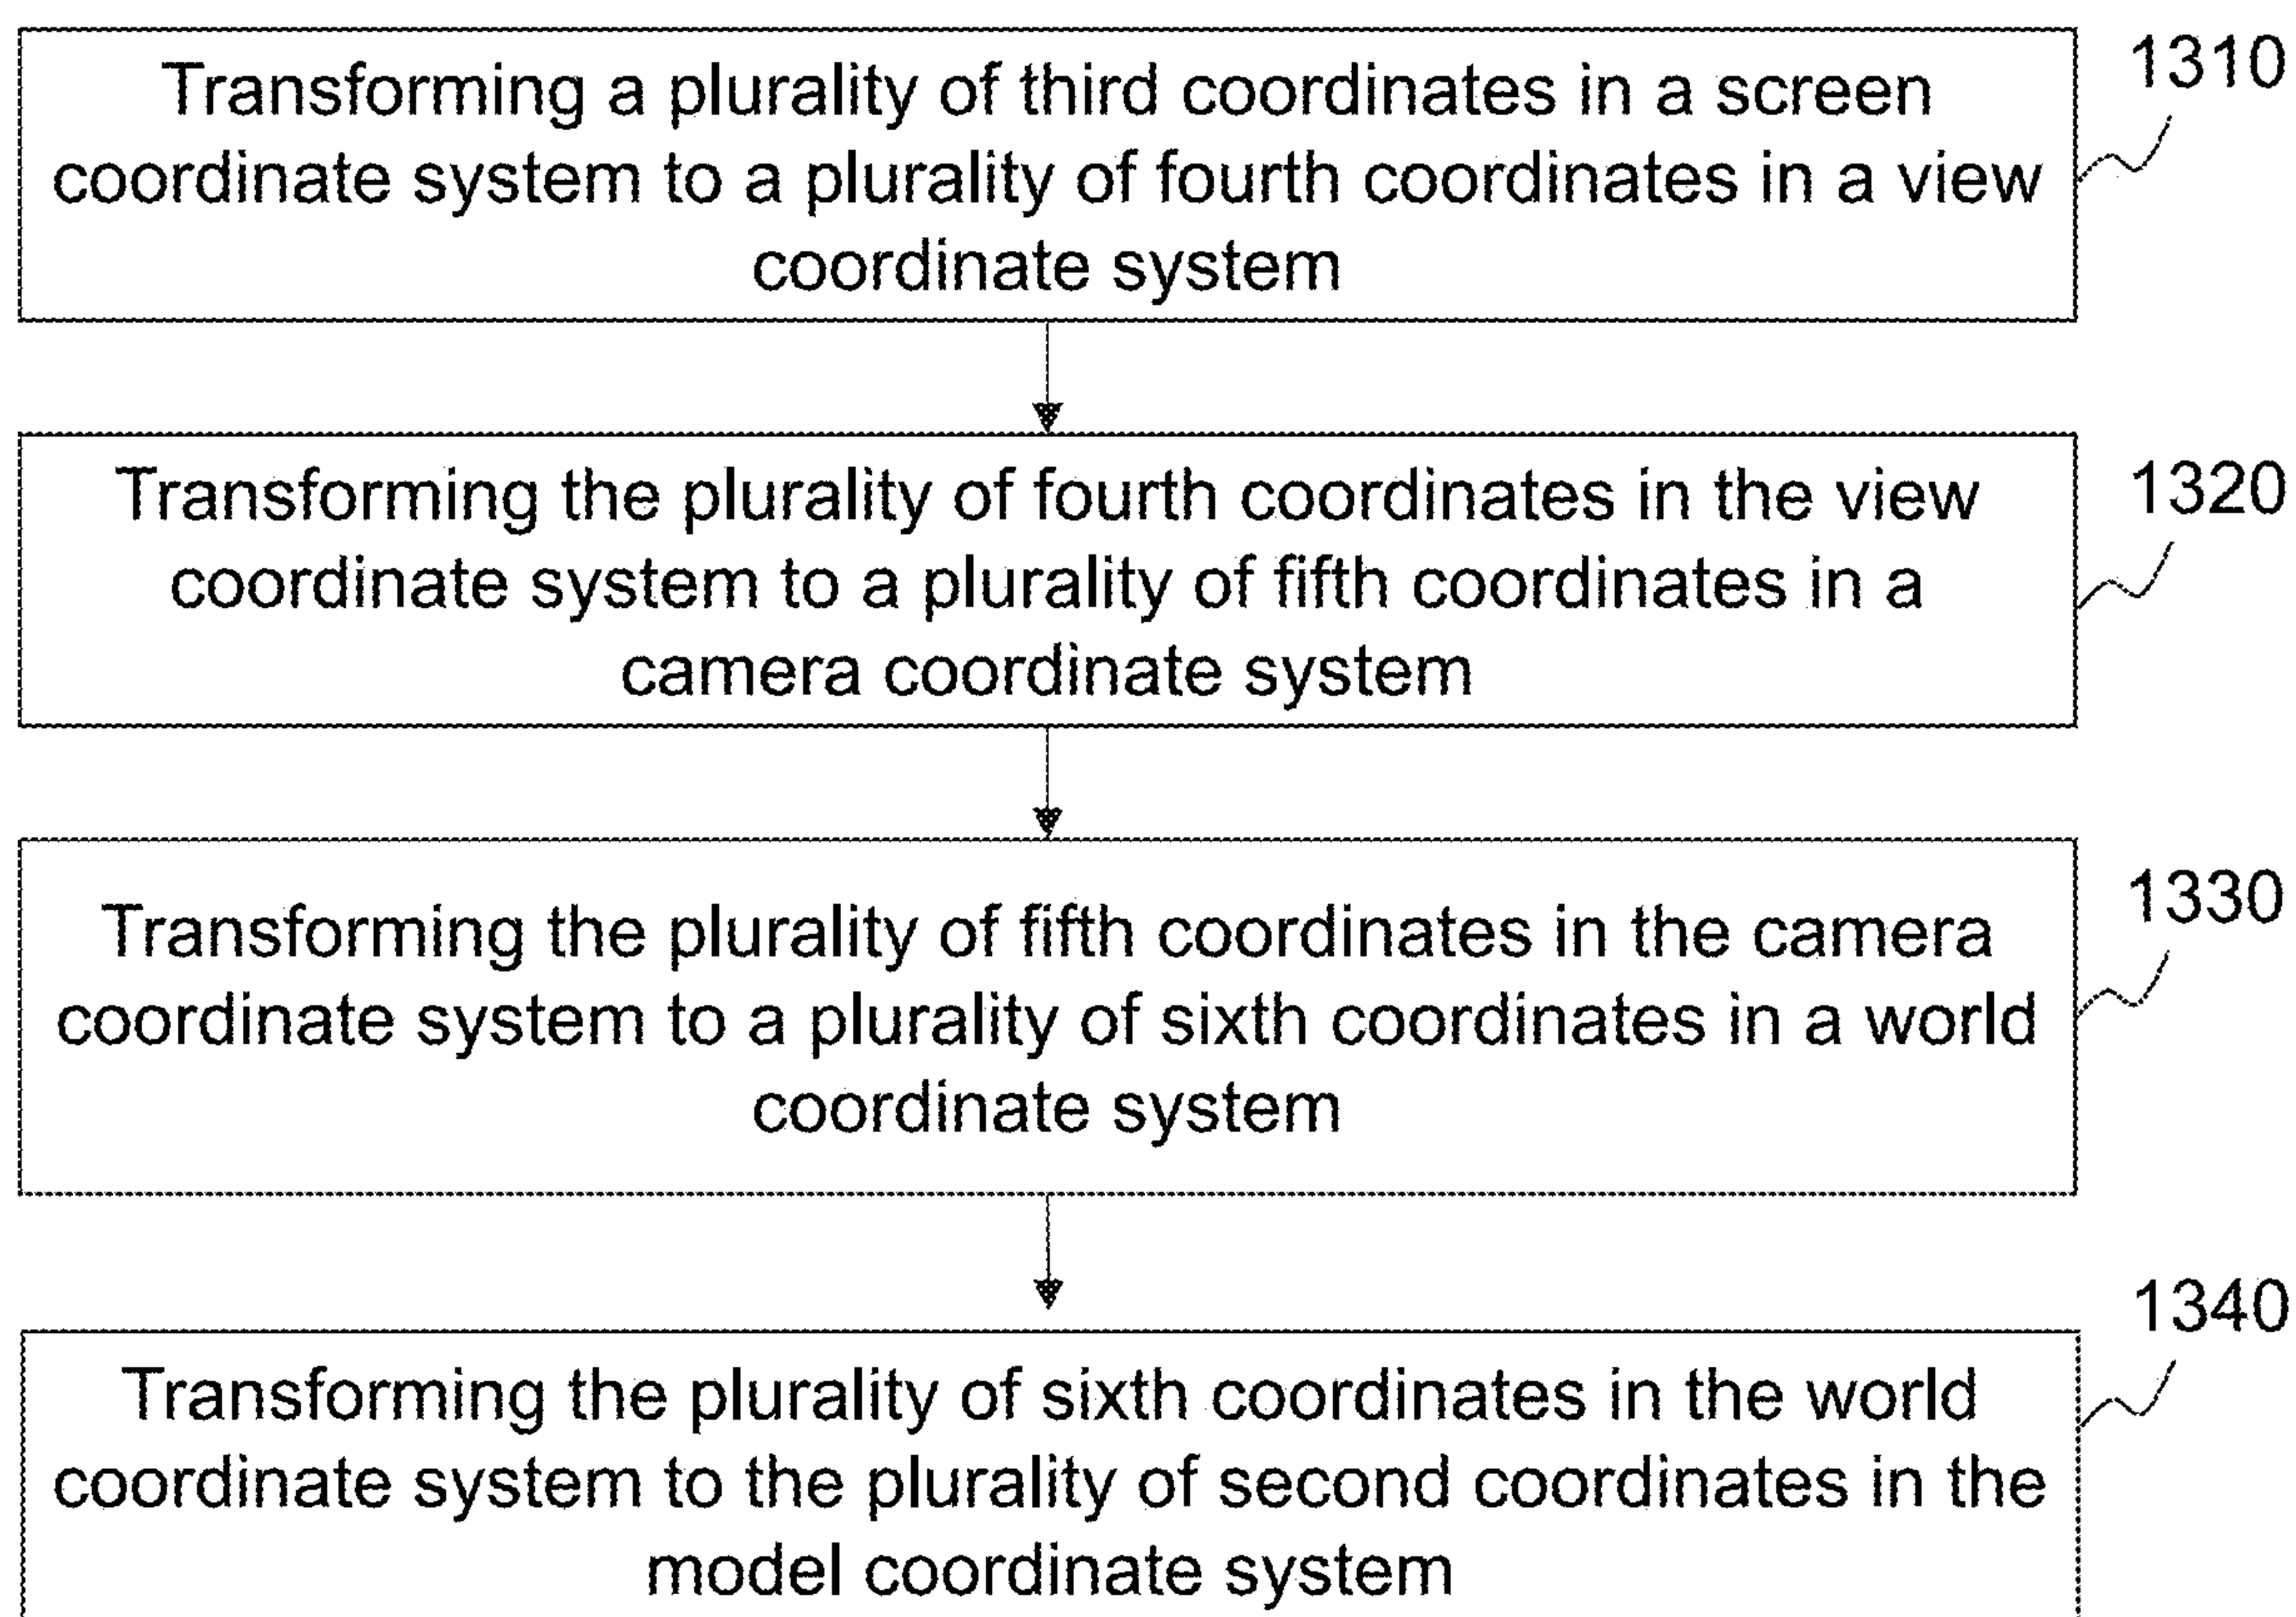 Transforming a plurality of third coordinates in a screen
coordinate system to a plurality of fourth coordinates in a view
coordinate system
1310
Transforming the plurality of fourth coordinates in the view
coordinate system to a plurality of fifth coordinates in a
camera coordinate system
1320
Transforming the plurality of fifth coordinates in the camera
coordinate system to a plurality of sixth coordinates in a world
coordinate system
1330
Transforming the plurality of sixth coordinates in the world
coordinate system to the plurality of second coordinates in the
model coordinate system
1340